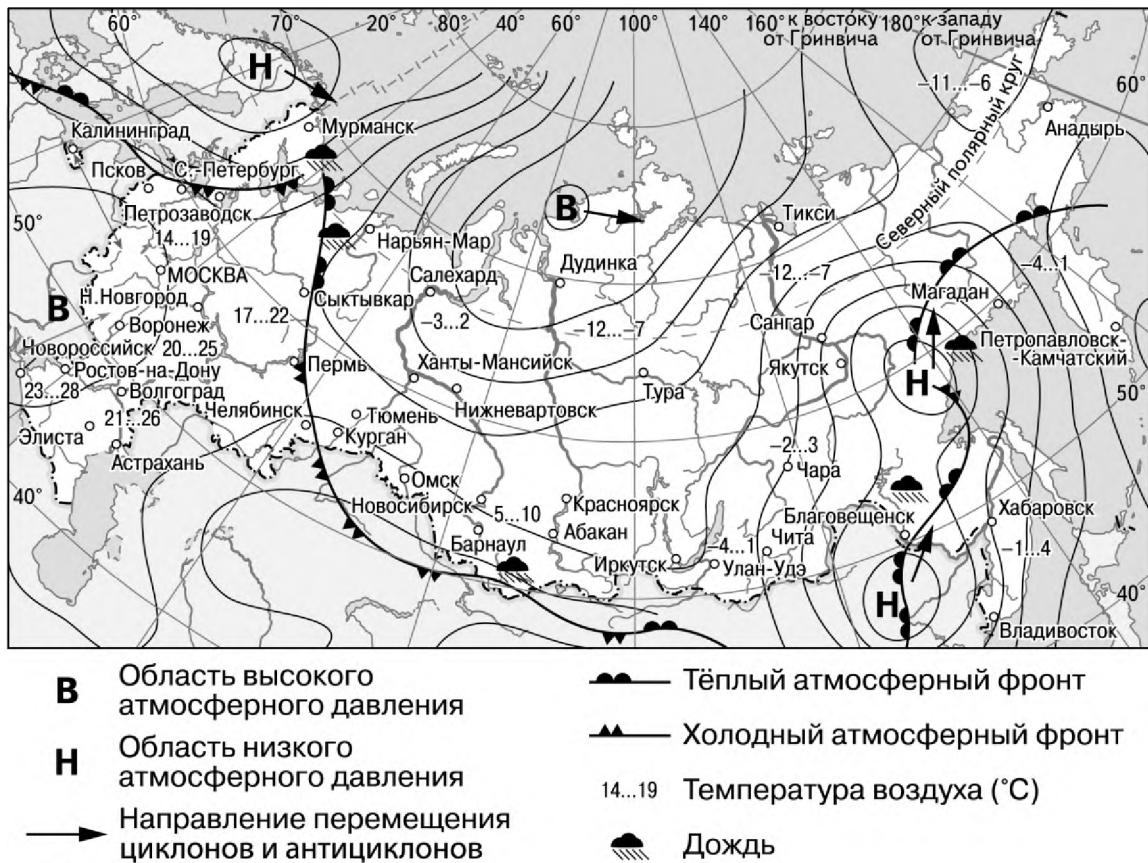 60°
70°
20°
40°
60°
100°
140°
160°
к востоку
от Гринвича
180°
к западу
от Гринвича
Н
Мурманск
Калининград
Псков
С.-Петербург
Петрозаводск
14...19
50°
МОСКВА
Н.Новгород
В
Воронеж
Новороссийск
20...25
Ростов-на-Дону
23...28
Волгоград
21...26
Элиста
Астрахань
40°
17...22
Нарьян-Мар
Салехард
Сыктывкар
–3...2
Пермь
Ханты-Мансийск
Челябинск
Тюмень
Нижневартовск
Курган
Омск
Новосибирск
5...10
Барнаул
Красноярск
Абакан
В
Дудинка
–12...–7
Тура
Тикси
–12...–7
Сангар
Якутск
–2...3
Чара
Благовещенск
Чита
–4...1
Иркутск
Улан-Удэ
–11...–6
Анадырь
60°
Северный полярный круг
–4...1
Магадан
Петропавловск-
-Камчатский
Н
50°
Хабаровск
–1...4
Н
40°
Владивосток
В
Область высокого
атмосферного давления
Н
Область низкого
атмосферного давления
Направление перемещения
циклонов и антициклонов
Тёплый атмосферный фронт
Холодный атмосферный фронт
14...19
Температура воздуха (°С)
Дождь